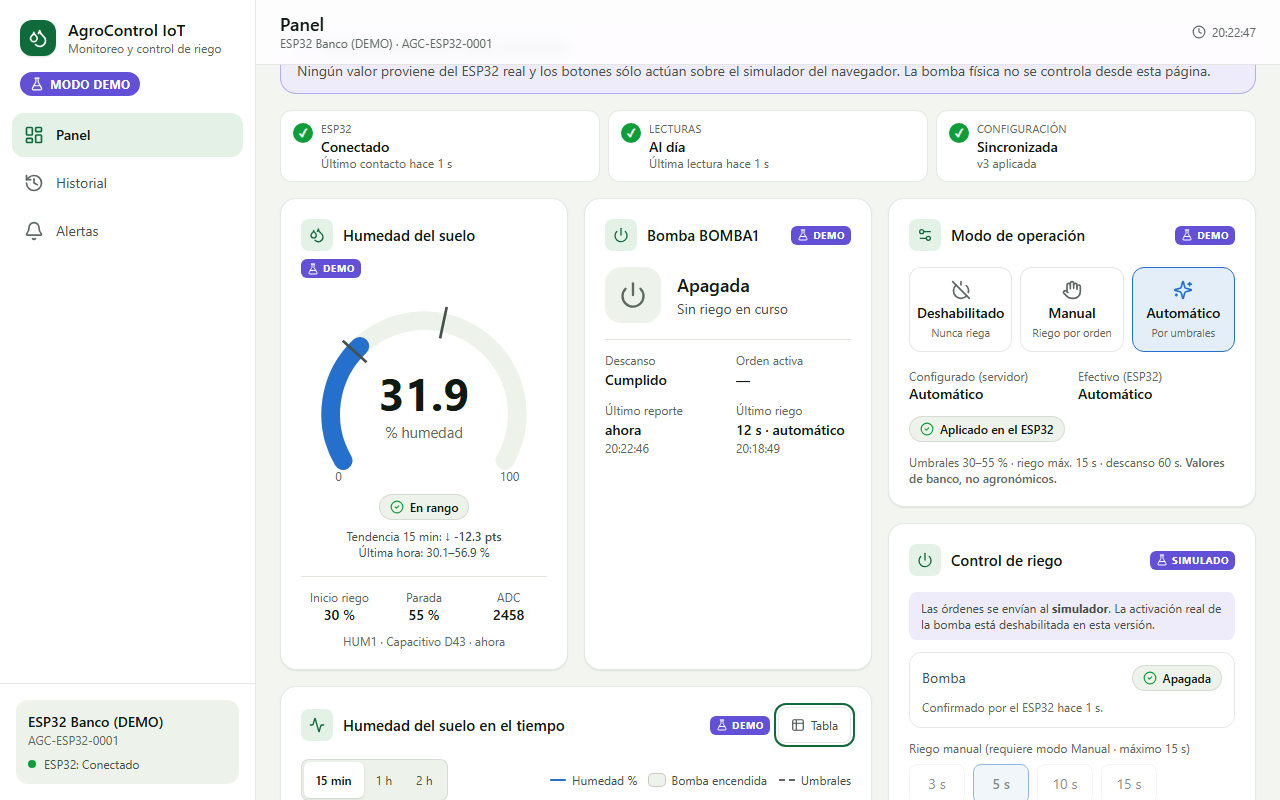 AgroControl IoT
Monitoreo y control de riego
MODO DEMO
Panel
Historial
Alertas
ESP32 Banco (DEMO)
AGC-ESP32-0001
ESP32: Conectado
Panel
ESP32 Banco (DEMO) · AGC-ESP32-0001
20:22:47
Ningún valor proviene del ESP32 real y los botones sólo actúan sobre el simulador del navegador. La bomba física no se controla desde esta página.
ESP32
Conectado
Último contacto hace 1 s
LECTURAS
Al día
Última lectura hace 1 s
CONFIGURACIÓN
Sincronizada
v3 aplicada
Humedad del suelo
DEMO
31.9
% humedad
0
100
En rango
Tendencia 15 min: ↓ -12.3 pts
Última hora: 30.1–56.9 %
Inicio riego
30 %
Parada
55 %
ADC
2458
HUM1 · Capacitivo D43 · ahora
Bomba BOMBA1
DEMO
Apagada
Sin riego en curso
Descanso
Cumplido
Orden activa
—
Último reporte
ahora
20:22:46
Último riego
12 s · automático
20:18:49
Modo de operación
DEMO
Deshabilitado
Nunca riega
Manual
Riego por orden
Automático
Por umbrales
Configurado (servidor)
Automático
Efectivo (ESP32)
Automático
Aplicado en el ESP32
Umbrales 30–55 % · riego máx. 15 s · descanso 60 s. Valores
de banco, no agronómicos.
Control de riego
SIMULADO
Las órdenes se envían al simulador. La activación real de
la bomba está deshabilitada en esta versión.
Bomba
Apagada
Confirmado por el ESP32 hace 1 s.
Riego manual (requiere modo Manual · máximo 15 s)
3 s
5 s
10 s
15 s
Humedad del suelo en el tiempo
DEMO
Tabla
15 min
1 h
2 h
Humedad %
Bomba encendida
Umbrales